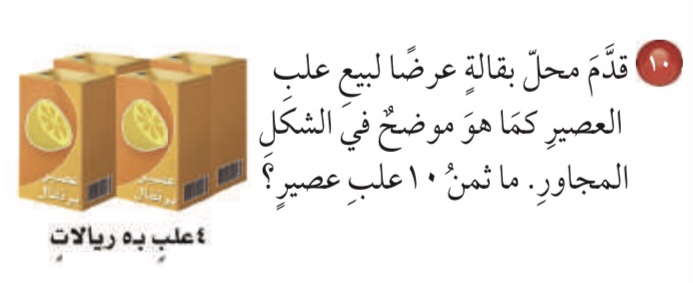 ١٠ قدَّمَ محلّ بقالةٍ عرضًا لبيعِ علبِ
العصيرِ كمَا هوَ موضحٌ في الشكلِ
المجاورِ. ما ثمنُ ١٠ علبِ عصيرٍ؟
عصير
برتقال
عصير
برتقال
٤ علبٍ بـ ٥ ريالاتٍ